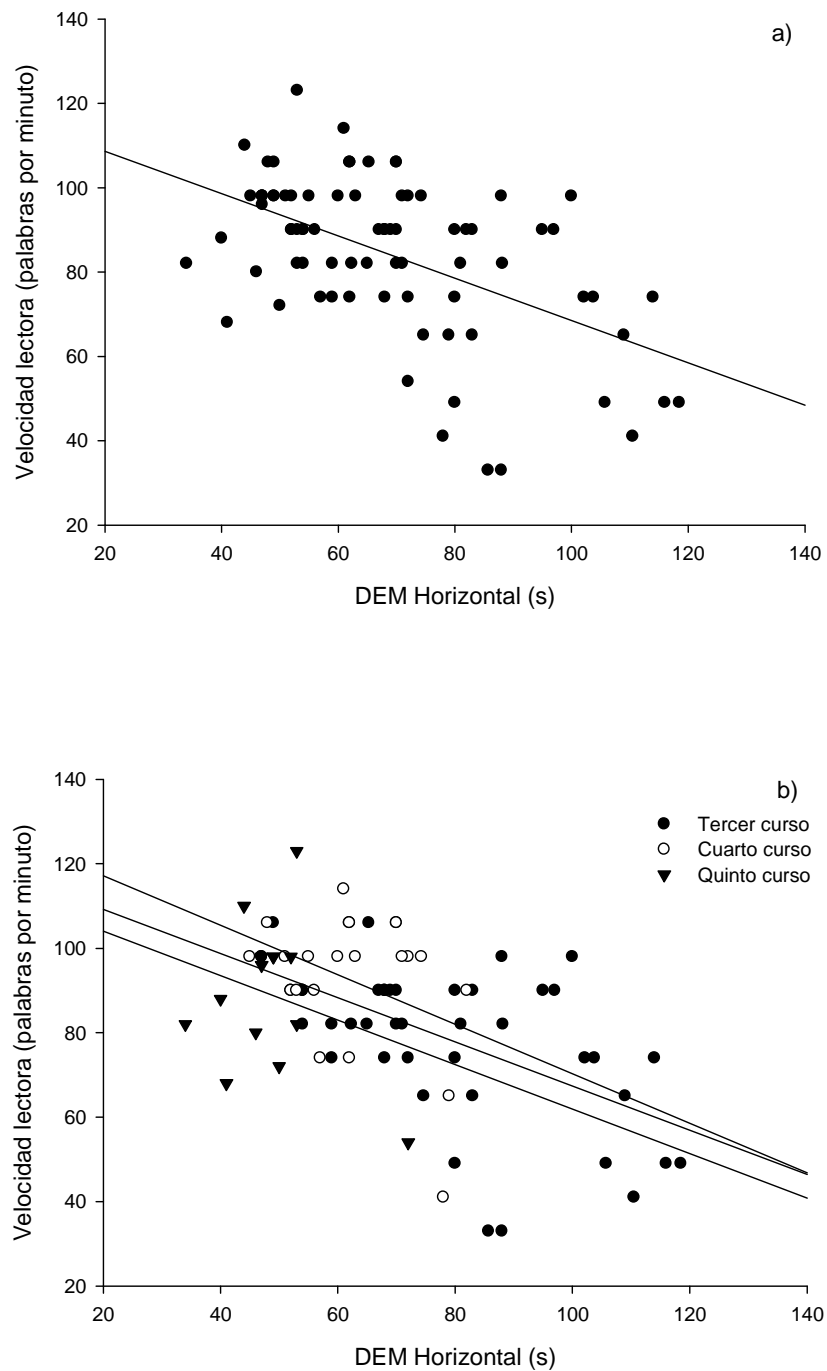 a)
140
120
100
80
60
40
20
Velocidad lectora (palabras por minuto)
20 40 60 80 100 120 140
DEM Horizontal (s)
b)
Tercer curso
Cuarto curso
Quinto curso
140
120
100
80
60
40
20
Velocidad lectora (palabras por minuto)
20 40 60 80 100 120 140
DEM Horizontal (s)